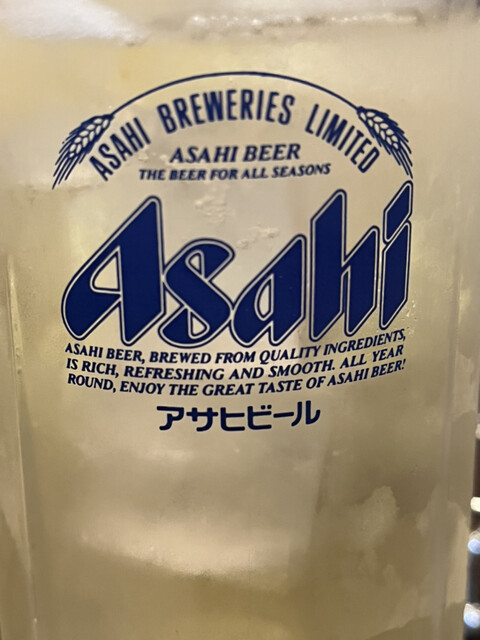 ASAHI BREWERIES LIMITED
ASAHI BEER
THE BEER FOR ALL SEASONS
Asahi
ASAHI BEER, BREWED FROM QUALITY INGREDIENTS,
IS RICH, REFRESHING AND SMOOTH. ALL YEAR
ROUND, ENJOY THE GREAT TASTE OF ASAHI BEER!
アサヒビール